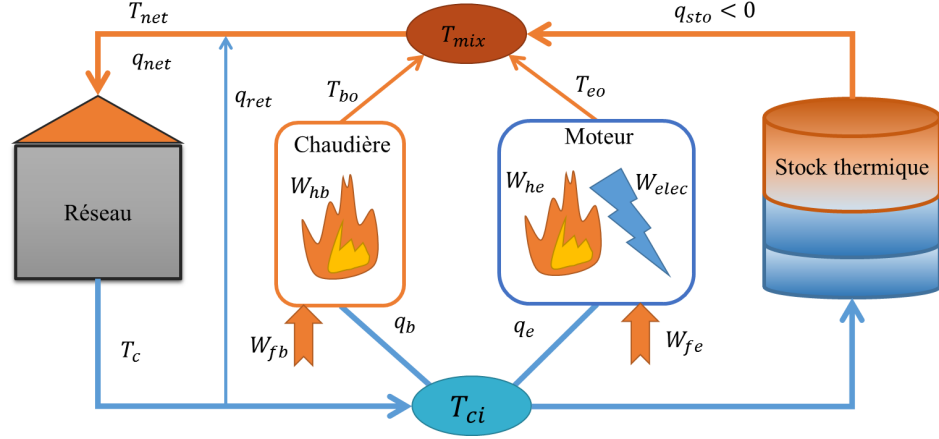 T_net
q_sto < 0
T_mix
q_net
q_ret
T_bo
T_eo
Chaudière
Moteur
W_hb
W_he
W_elec
Stock thermique
Réseau
T_c
q_b
q_e
W_fb
W_fe
T_ci